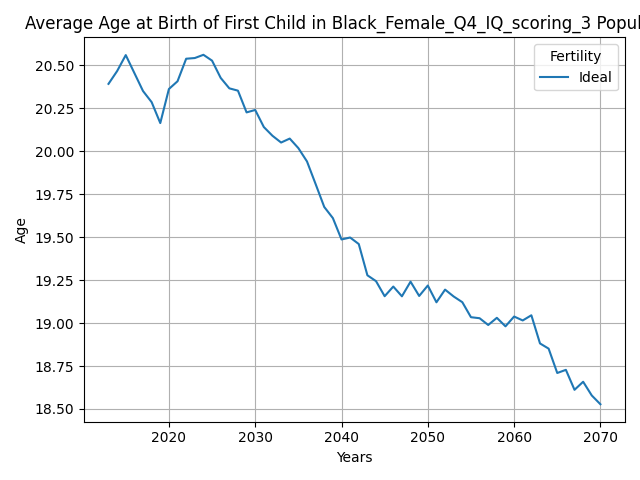 Average Age at Birth of First Child in Black_Female_Q4_IQ_scoring_3 Popul
Fertility
Ideal
20.50
20.25
20.00
19.75
19.50
19.25
19.00
18.75
18.50
Age
2020 2030 2040 2050 2060 2070
Years